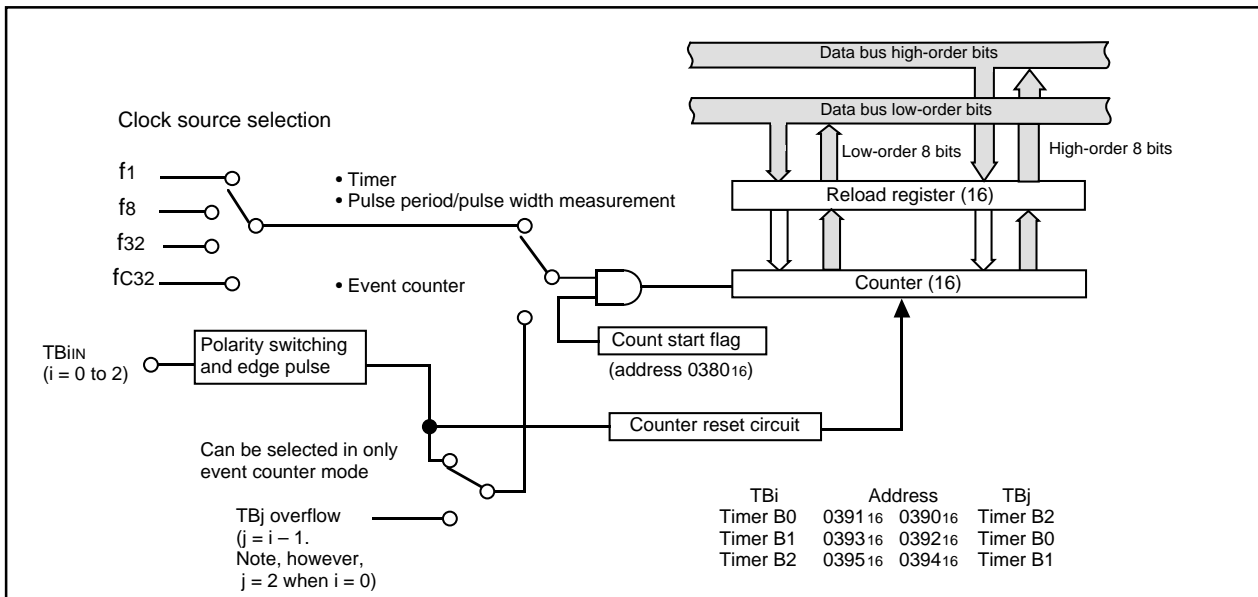 Data bus high-order bits
Data bus low-order bits
Clock source selection
Low-order 8 bits
High-order 8 bits
f1
• Timer
• Pulse period/pulse width measurement
Reload register (16)
f8
f32
fC32
• Event counter
Counter (16)
TBiIN
(i = 0 to 2)
Polarity switching
and edge pulse
Count start flag
(address 038016)
Counter reset circuit
Can be selected in only
event counter mode
TBj overflow
(j = i – 1.
Note, however,
j = 2 when i = 0)
TBi Address TBj
Timer B0 039116 039016 Timer B2
Timer B1 039316 039216 Timer B0
Timer B2 039516 039416 Timer B1